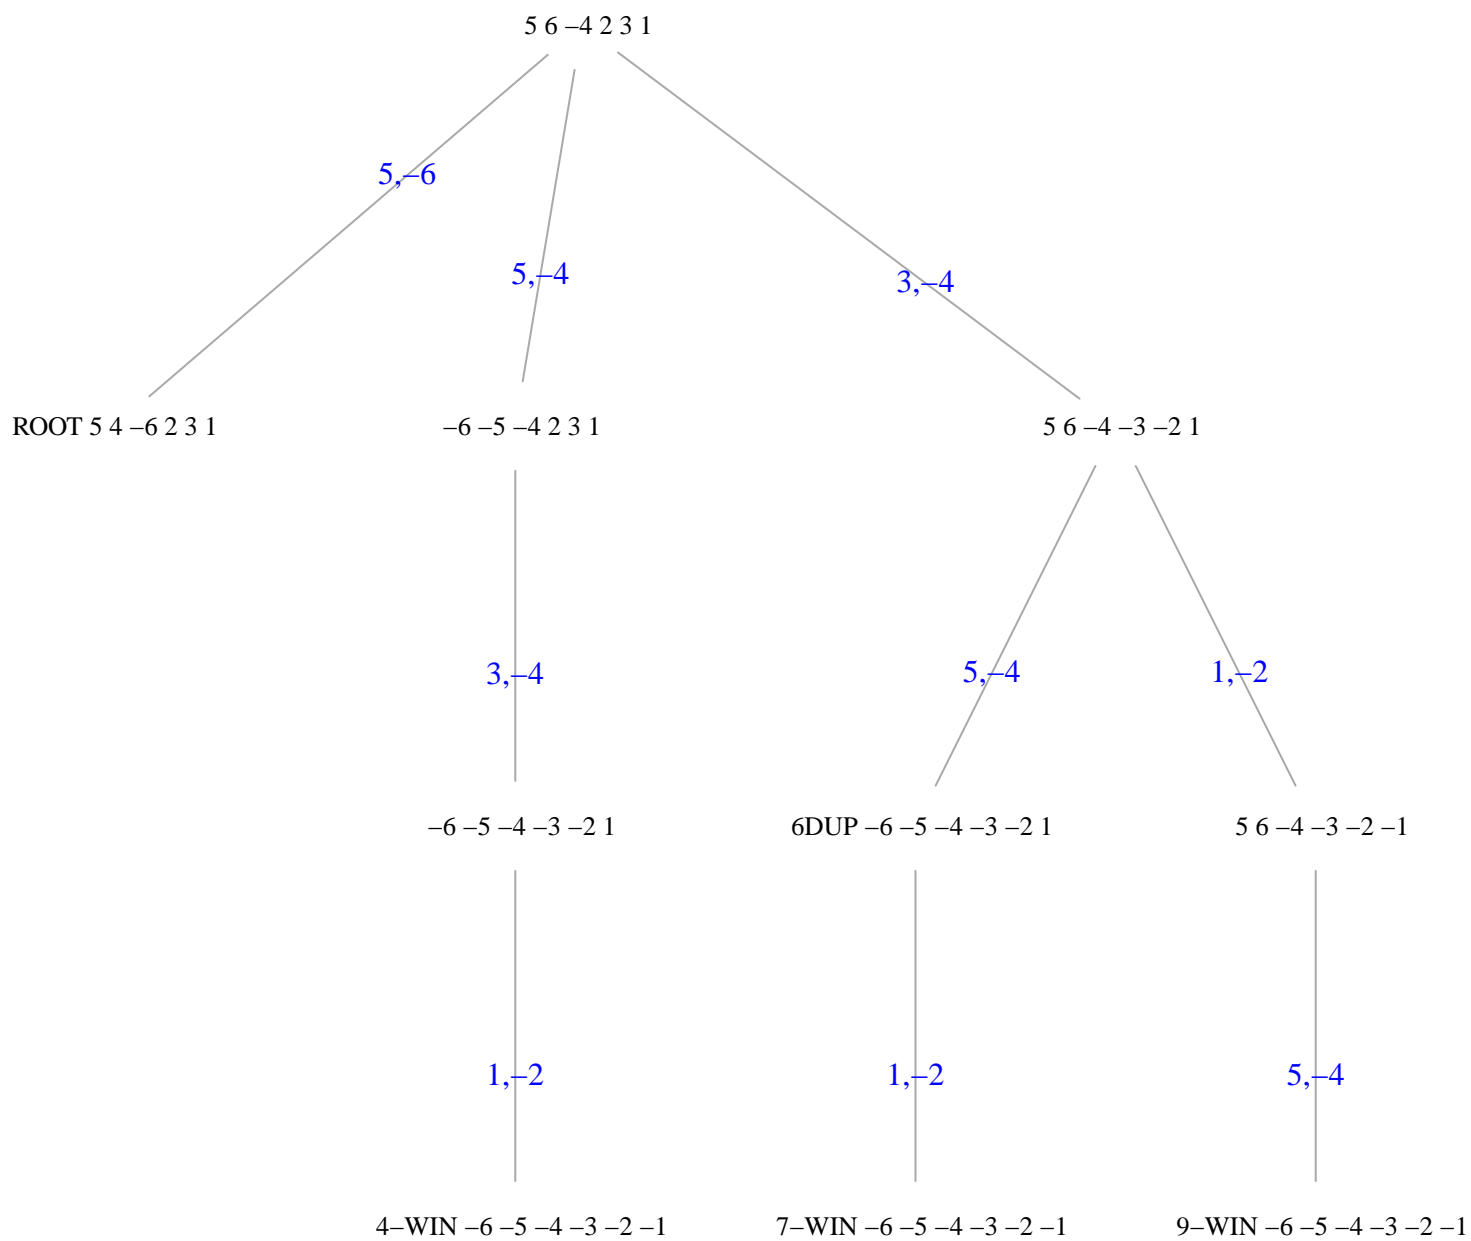 5 6 –4 2 3 1
5,–6
5,–4
3,–4
ROOT 5 4 –6 2 3 1
–6 –5 –4 2 3 1
5 6 –4 –3 –2 1
3,–4
5,–4
1,–2
–6 –5 –4 –3 –2 1
6DUP –6 –5 –4 –3 –2 1
5 6 –4 –3 –2 –1
1,–2
1,–2
5,–4
4–WIN –6 –5 –4 –3 –2 –1
7–WIN –6 –5 –4 –3 –2 –1
9–WIN –6 –5 –4 –3 –2 –1